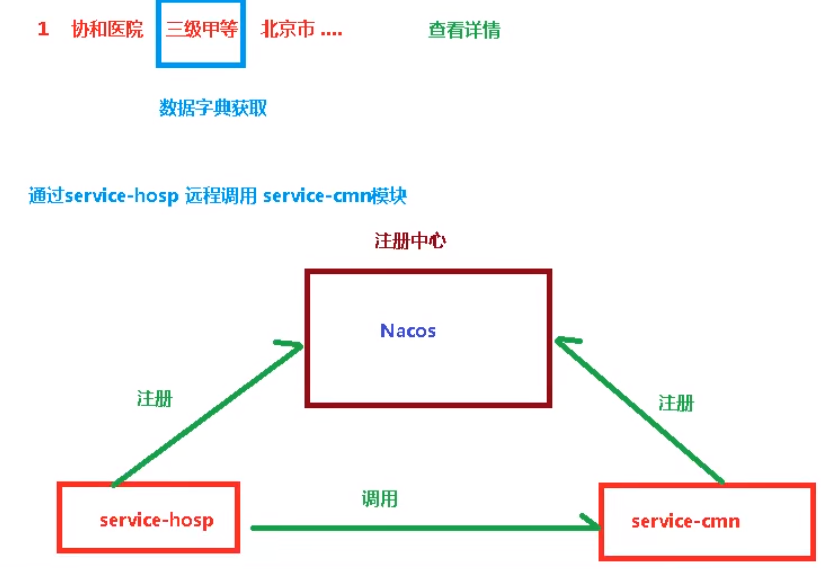 1 协和医院 三级甲等 北京市 .... 查看详情
数据字典获取
通过service-hosp 远程调用 service-cmn模块
注册中心
Nacos
注册
注册
调用
service-hosp
service-cmn